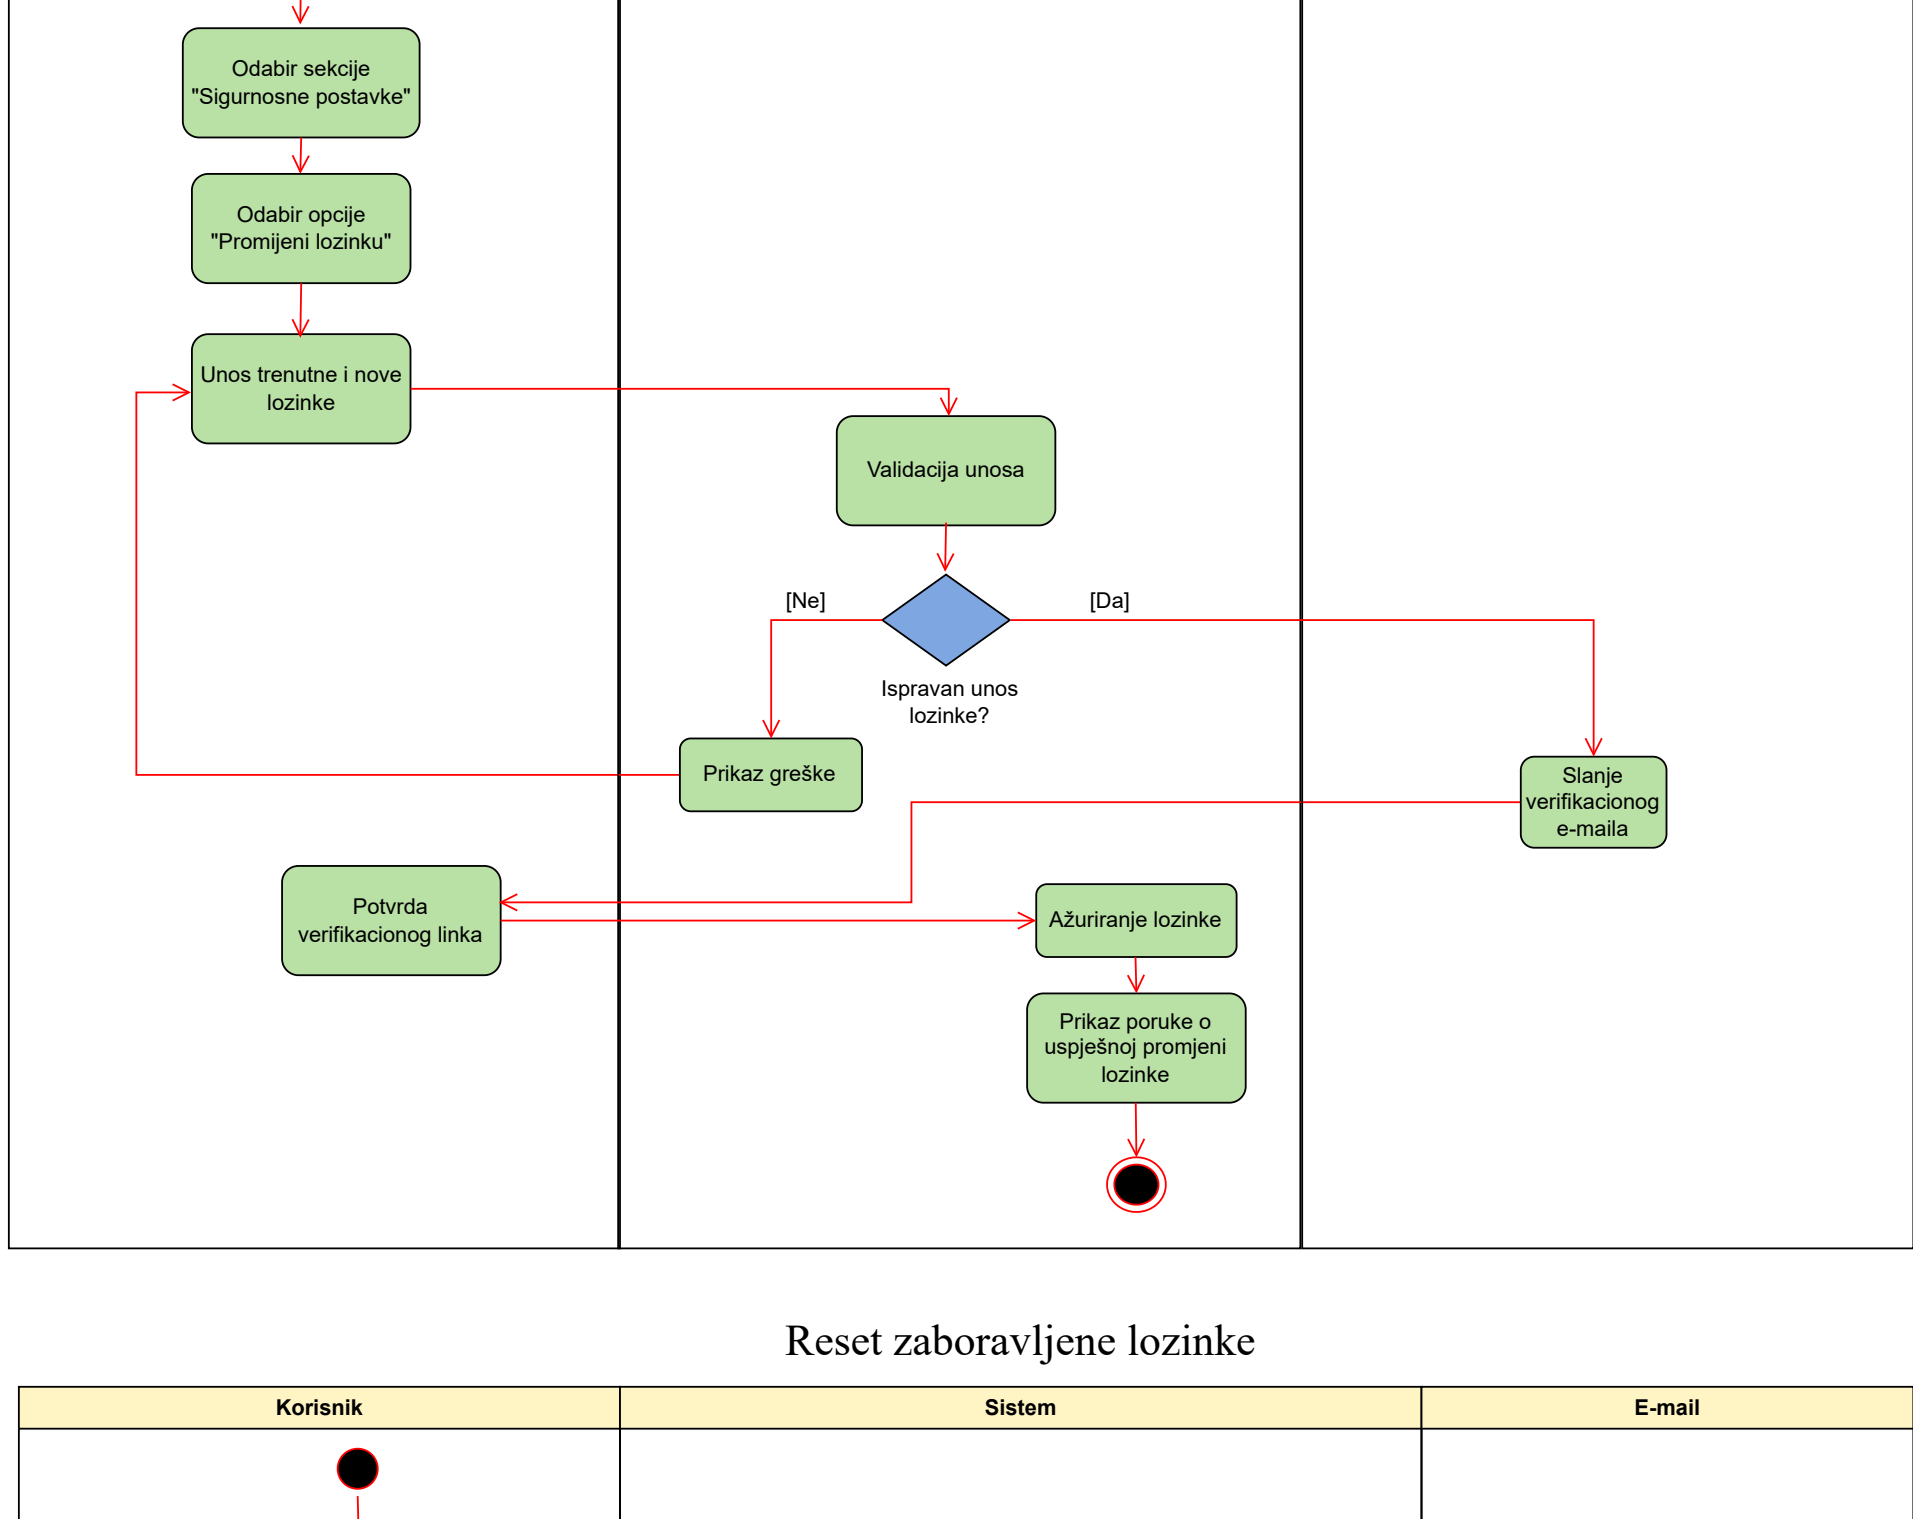 Odabir sekcije
"Sigurnosne postavke"
Odabir opcije
"Promijeni lozinku"
Unos trenutne i nove
lozinke
Validacija unosa
[Ne]
[Da]
Ispravan unos
lozinke?
Prikaz greške
Slanje
verifikacionog
e-maila
Potvrda
verifikacionog linka
Ažuriranje lozinke
Prikaz poruke o
uspješnoj promjeni
lozinke
Reset zaboravljene lozinke
Korisnik
Sistem
E-mail